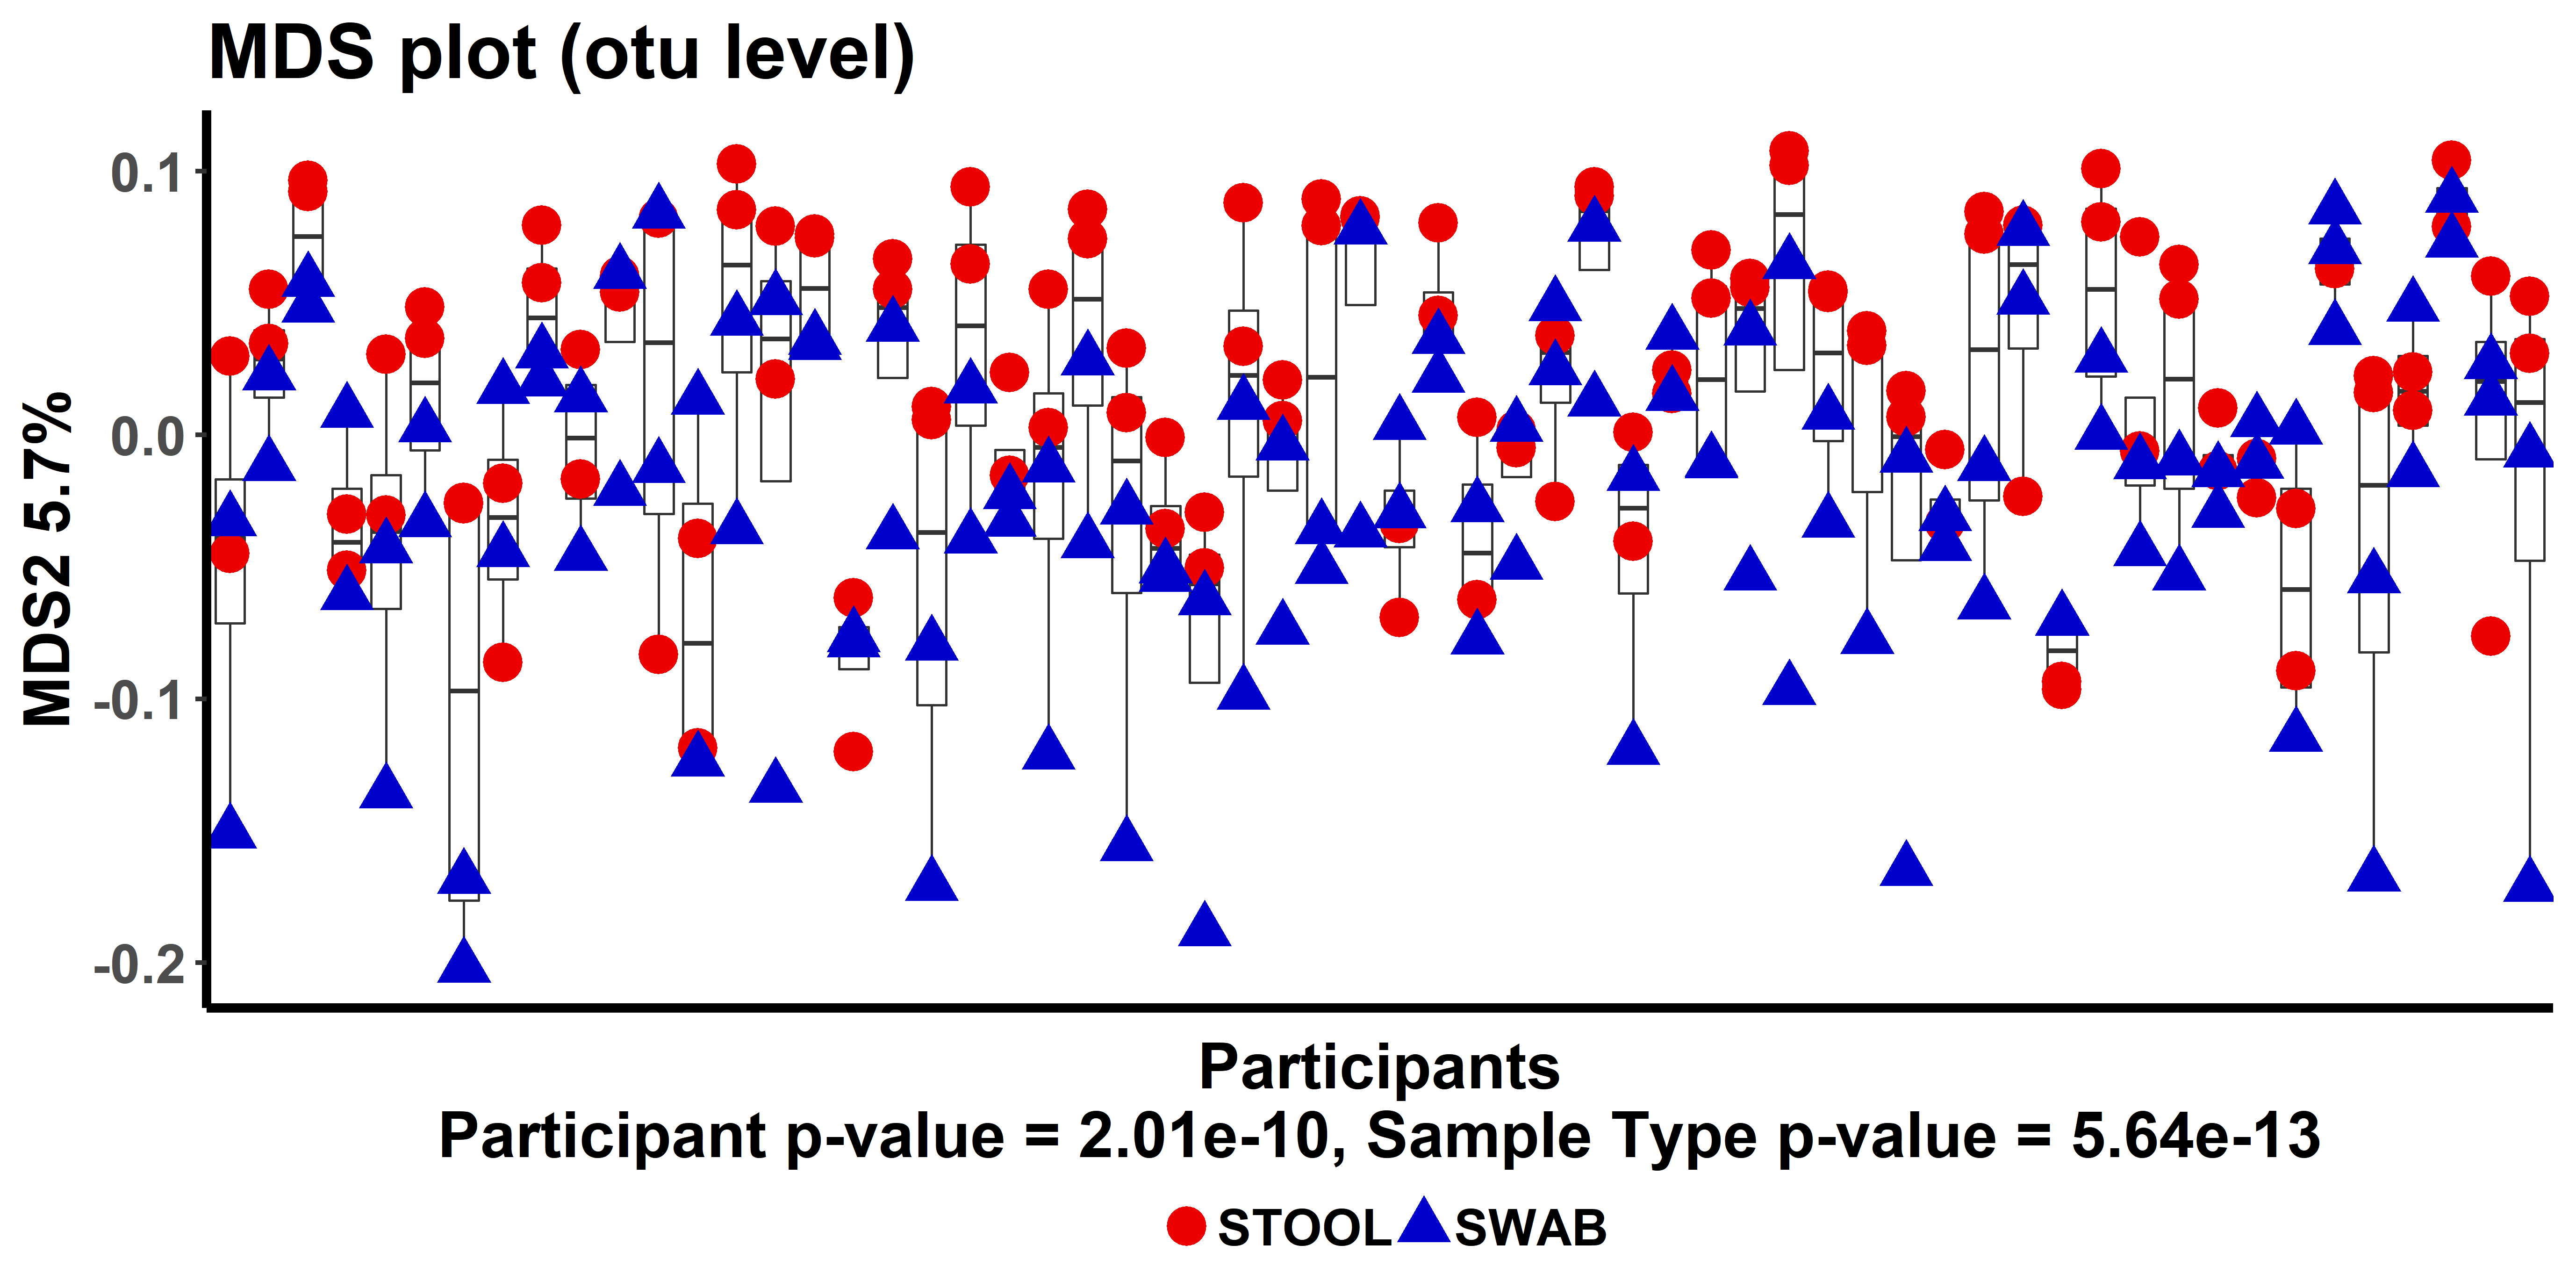 MDS plot (otu level)
0.1
0.0
-0.1
-0.2
MDS2 5.7%
Participants
Participant p-value = 2.01e-10, Sample Type p-value = 5.64e-13
STOOL SWAB